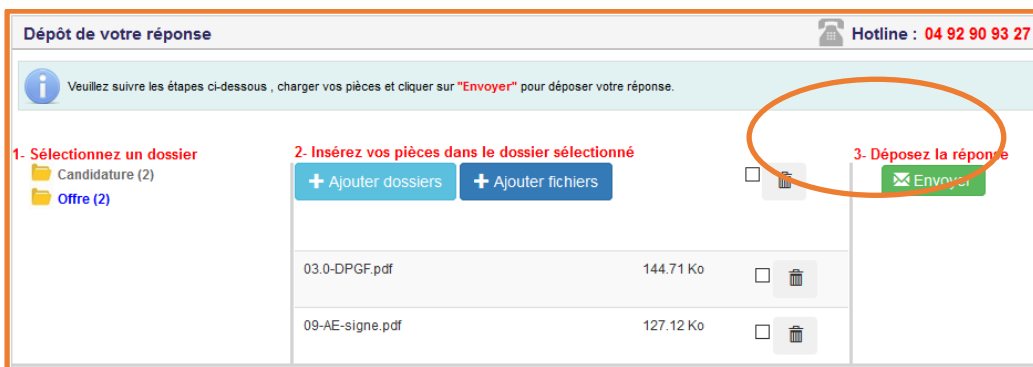 Dépôt de votre réponse
Hotline : 04 92 90 93 27
Veuillez suivre les étapes ci-dessous , charger vos pièces et cliquer sur "Envoyer" pour déposer votre réponse.
1- Sélectionnez un dossier
Candidature (2)
Offre (2)
2- Insérez vos pièces dans le dossier sélectionné
+ Ajouter dossiers
+ Ajouter fichiers
03.0-DPGF.pdf 144.71 Ko
09-AE-signe.pdf 127.12 Ko
3- Déposez la réponse
Envoyer